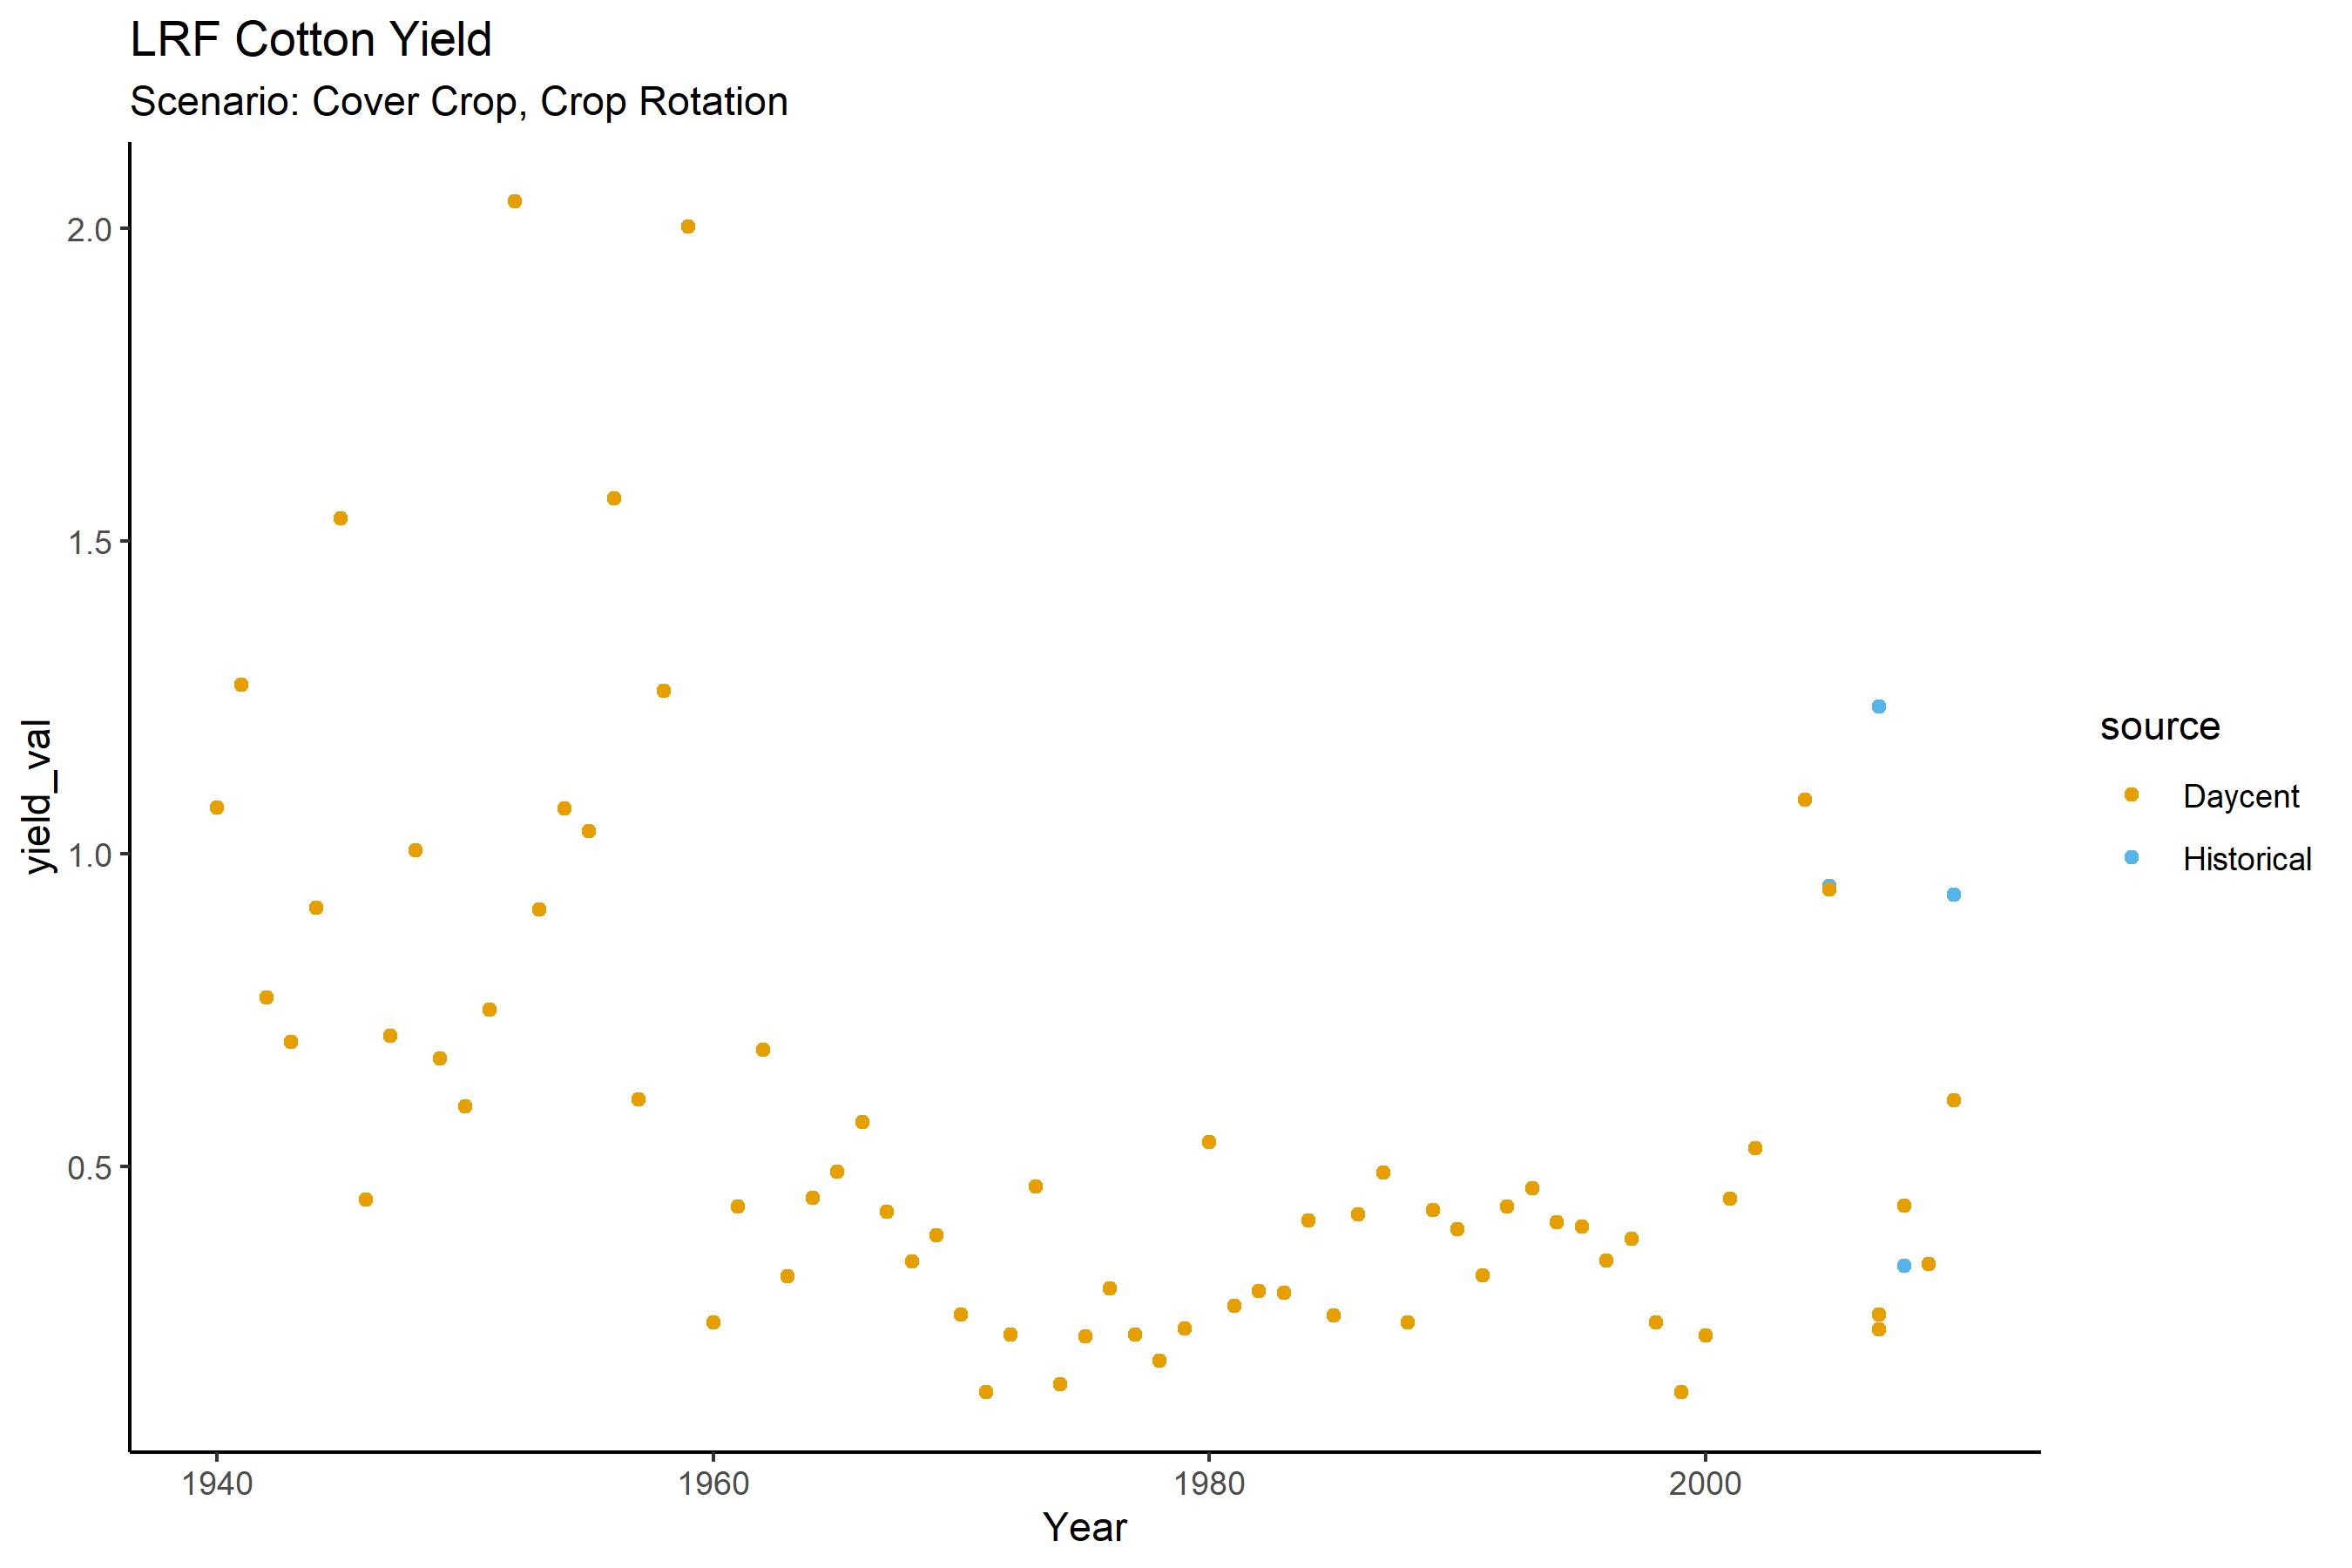 LRF Cotton Yield
Scenario: Cover Crop, Crop Rotation
2.0
1.5
1.0
0.5
yield_val
1940
1960
1980
2000
Year
source
Daycent
Historical